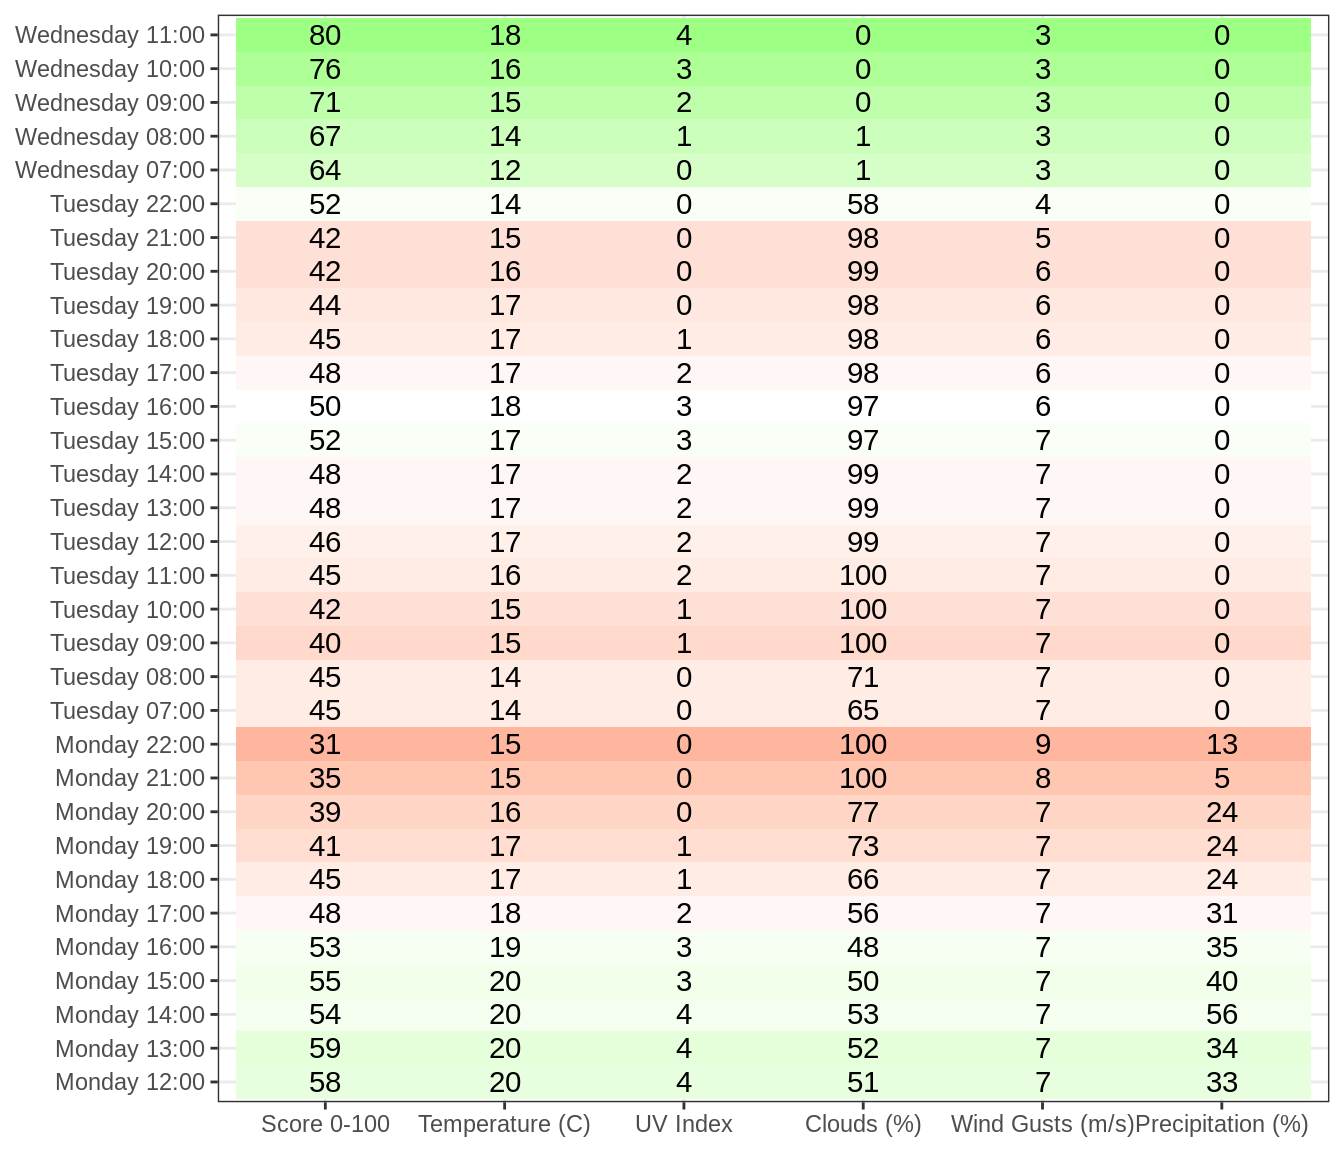 Wednesday 11:00 80 18 4 0 3 0
Wednesday 10:00 76 16 3 0 3 0
Wednesday 09:00 71 15 2 0 3 0
Wednesday 08:00 67 14 1 1 3 0
Wednesday 07:00 64 12 0 1 3 0
Tuesday 22:00 52 14 0 58 4 0
Tuesday 21:00 42 15 0 98 5 0
Tuesday 20:00 42 16 0 99 6 0
Tuesday 19:00 44 17 0 98 6 0
Tuesday 18:00 45 17 1 98 6 0
Tuesday 17:00 48 17 2 98 6 0
Tuesday 16:00 50 18 3 97 6 0
Tuesday 15:00 52 17 3 97 7 0
Tuesday 14:00 48 17 2 99 7 0
Tuesday 13:00 48 17 2 99 7 0
Tuesday 12:00 46 17 2 99 7 0
Tuesday 11:00 45 16 2 100 7 0
Tuesday 10:00 42 15 1 100 7 0
Tuesday 09:00 40 15 1 100 7 0
Tuesday 08:00 45 14 0 71 7 0
Tuesday 07:00 45 14 0 65 7 0
Monday 22:00 31 15 0 100 9 13
Monday 21:00 35 15 0 100 8 5
Monday 20:00 39 16 0 77 7 24
Monday 19:00 41 17 1 73 7 24
Monday 18:00 45 17 1 66 7 24
Monday 17:00 48 18 2 56 7 31
Monday 16:00 53 19 3 48 7 35
Monday 15:00 55 20 3 50 7 40
Monday 14:00 54 20 4 53 7 56
Monday 13:00 59 20 4 52 7 34
Monday 12:00 58 20 4 51 7 33
Score 0-100 Temperature (C) UV Index Clouds (%) Wind Gusts (m/s) Precipitation (%)